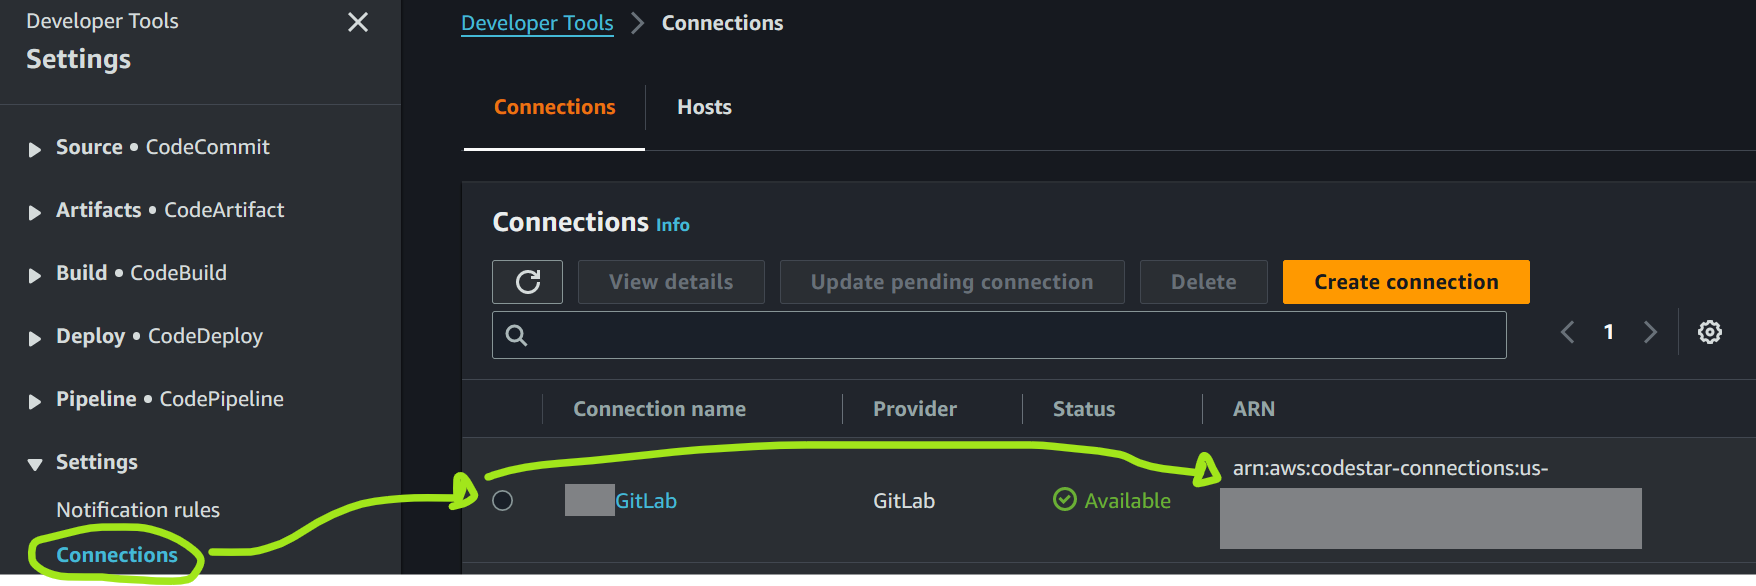 Developer Tools
Settings
Source • CodeCommit
Artifacts • CodeArtifact
Build • CodeBuild
Deploy • CodeDeploy
Pipeline • CodePipeline
Settings
Notification rules
Connections
Developer Tools > Connections
Connections Hosts
Connections Info
View details Update pending connection Delete Create connection
1
Connection name Provider Status ARN
GitLab GitLab Available arn:aws:codestar-connections:us-